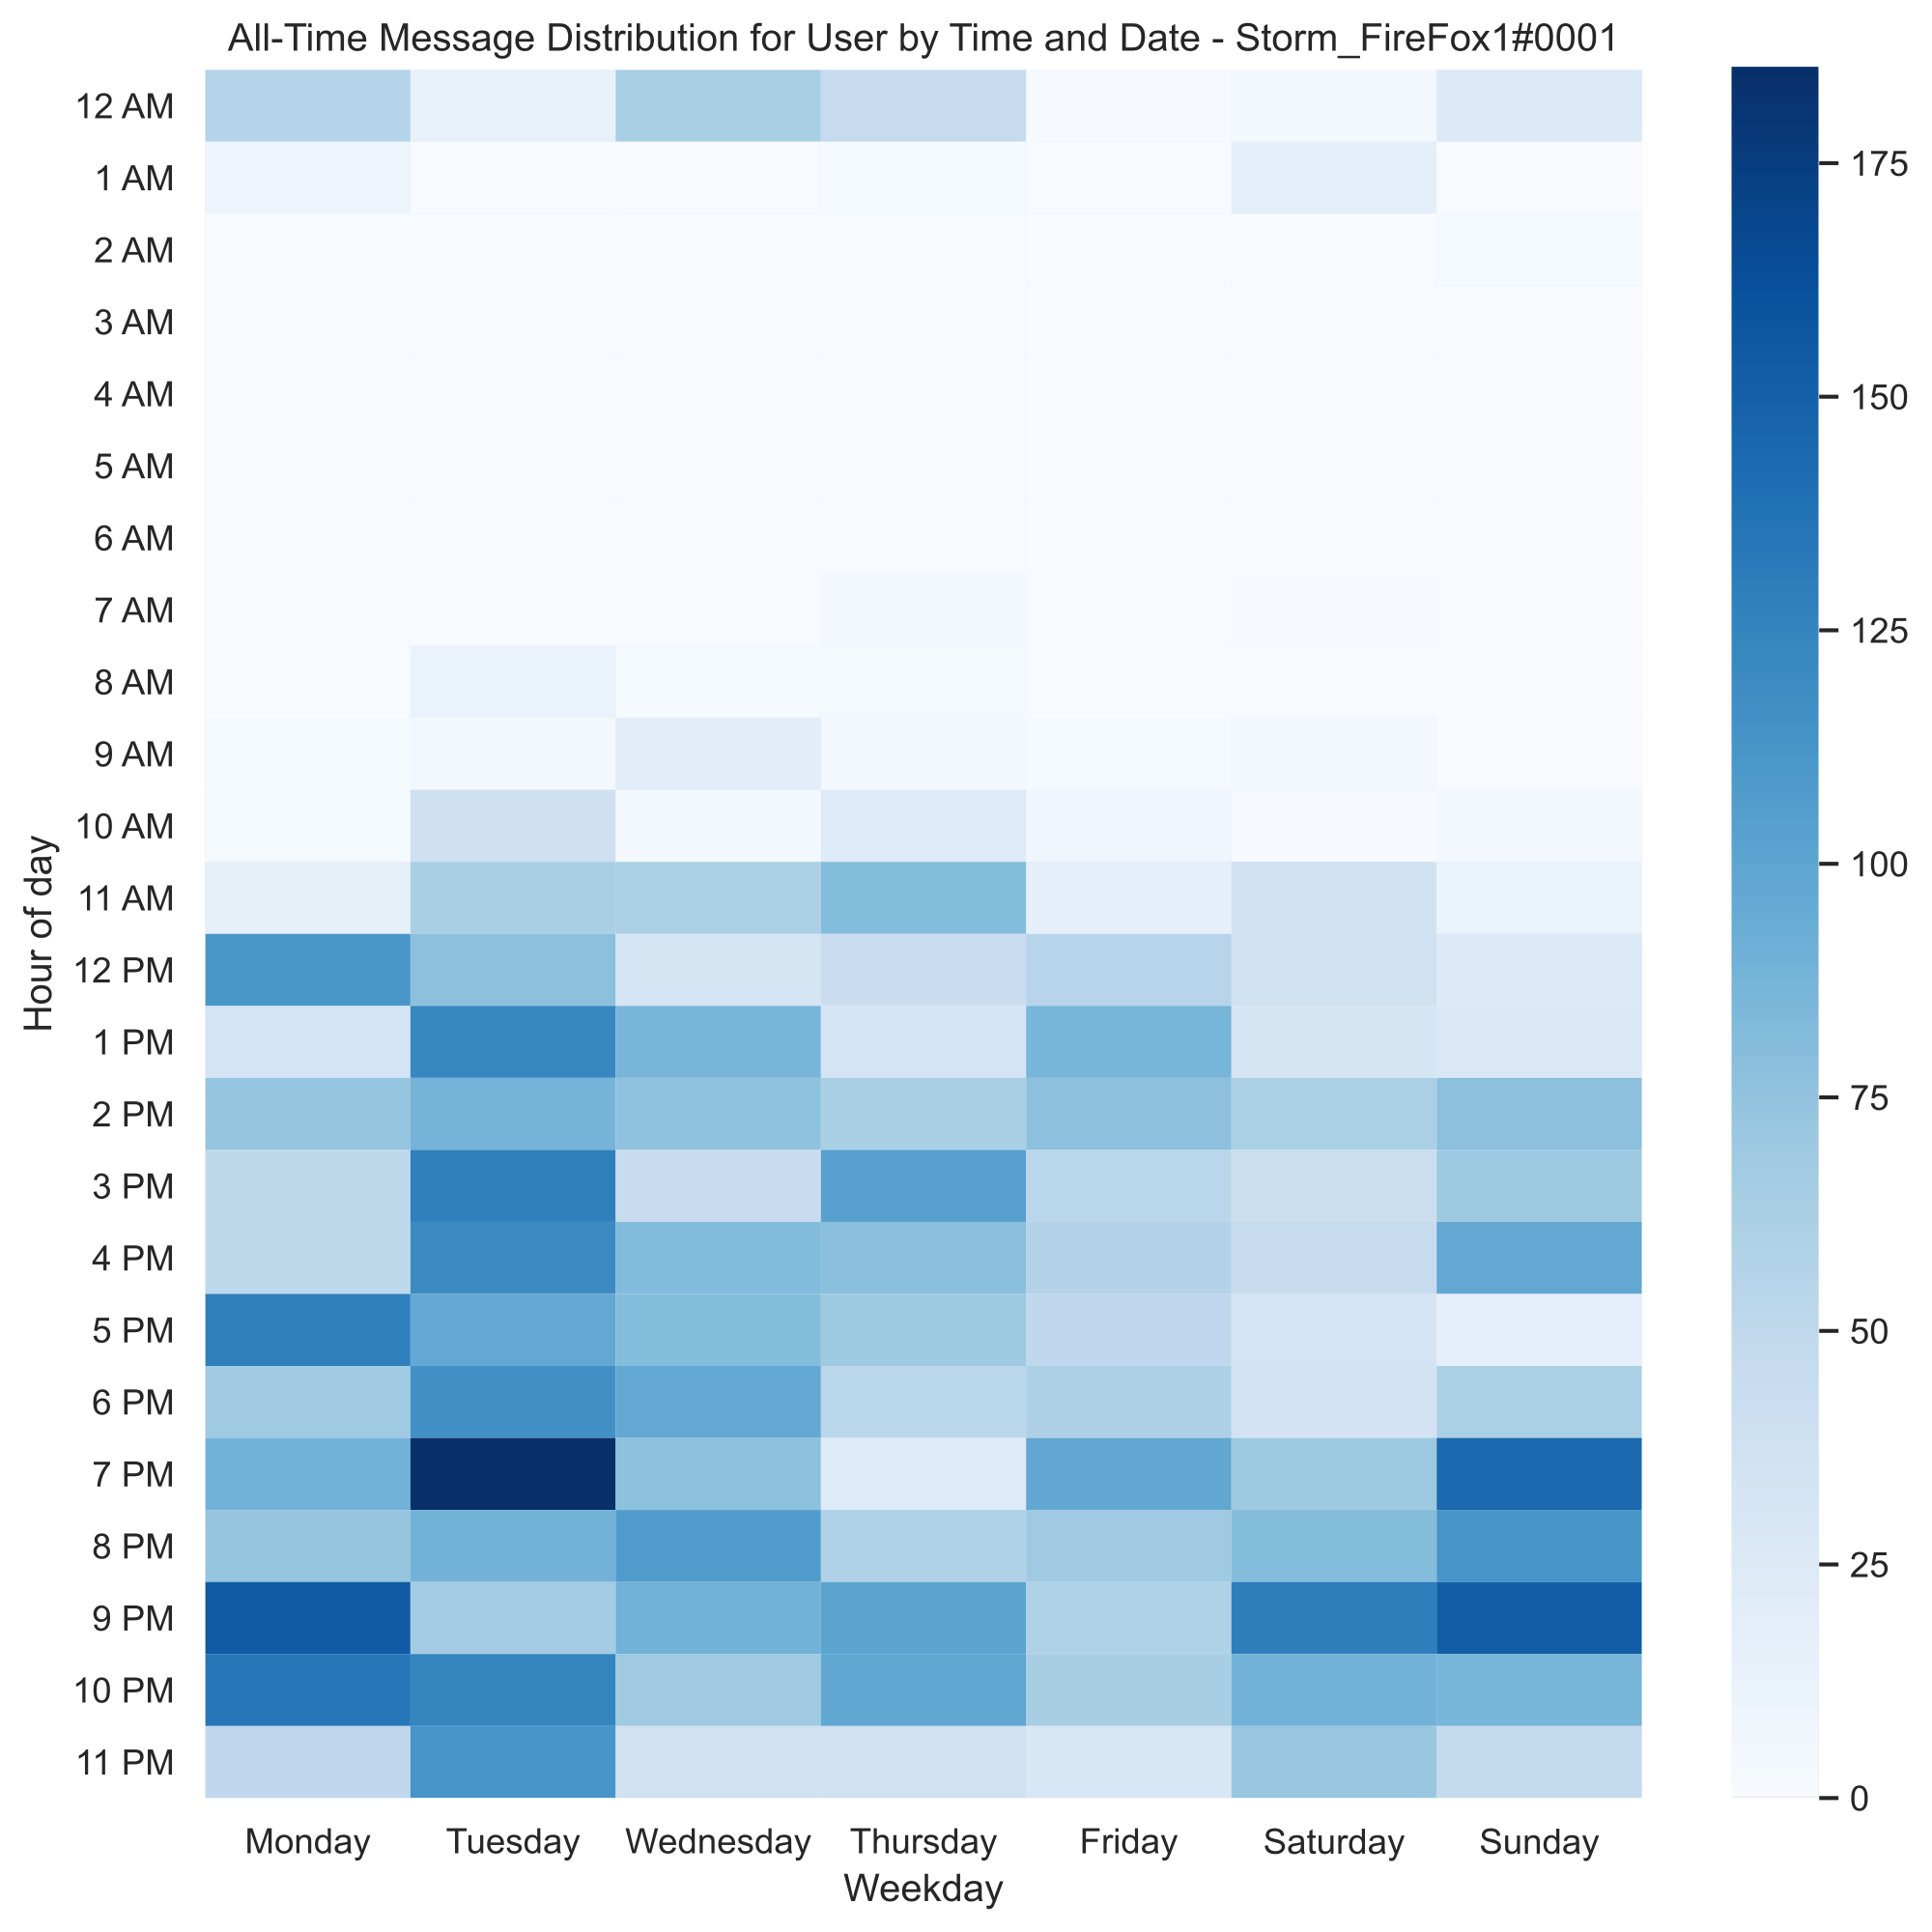 All-Time Message Distribution for User by Time and Date - Storm_FireFox1#0001
12 AM
1 AM
2 AM
3 AM
4 AM
5 AM
6 AM
7 AM
8 AM
9 AM
10 AM
11 AM
12 PM
1 PM
2 PM
3 PM
4 PM
5 PM
6 PM
7 PM
8 PM
9 PM
10 PM
11 PM
Hour of day
Monday Tuesday Wednesday Thursday Friday Saturday Sunday
Weekday
175
150
125
100
75
50
25
0